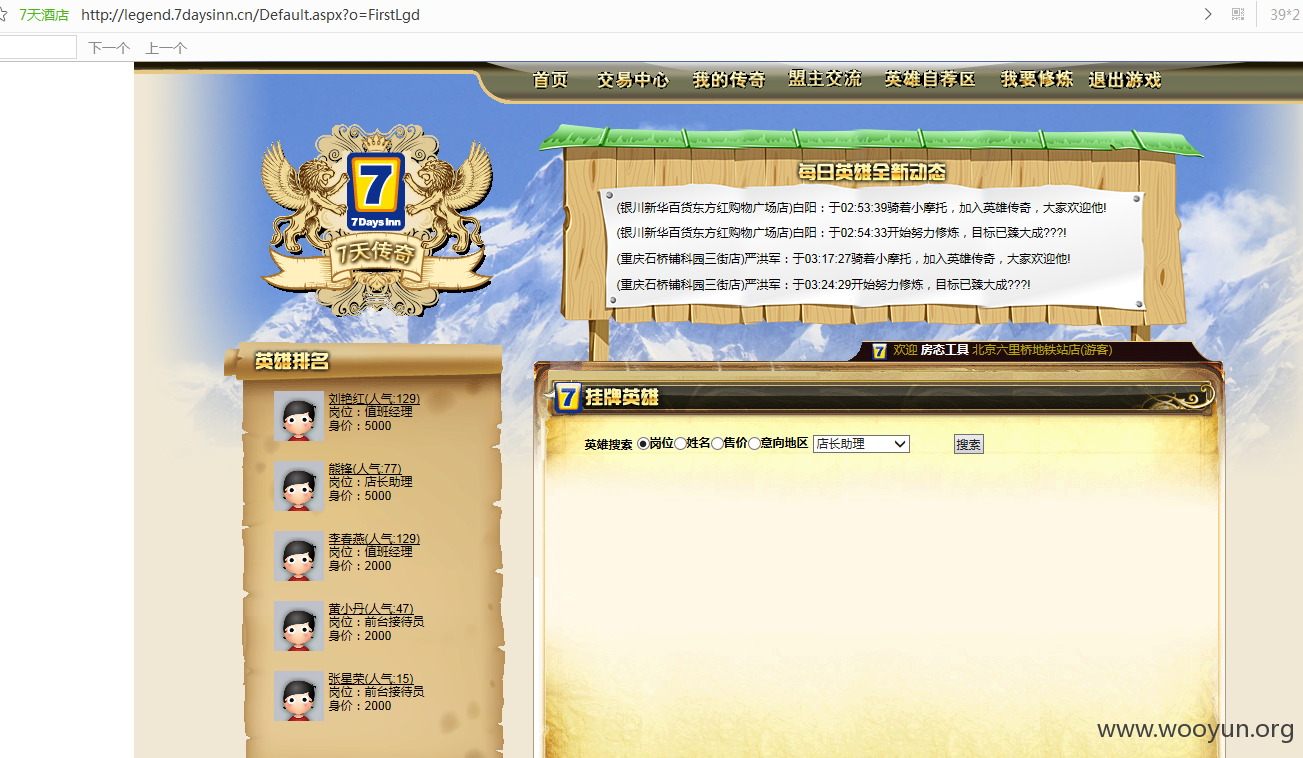 7天酒店 http://legend.7daysinn.cn/Default.aspx?o=FirstLgd 39*2
下一个 上一个
首页 交易中心 我的传奇 盟主交流 英雄自荐区 我要修炼 退出游戏
7
7Days Inn
7天传奇
每日英雄全新动态
(银川新华百货东方红购物广场店)白阳：于02:53:39骑着小摩托，加入英雄传奇，大家欢迎他!
(银川新华百货东方红购物广场店)白阳：于02:54:33开始努力修炼，目标已臻大成???!
(重庆石桥铺科园三街店)严洪军：于03:17:27骑着小摩托，加入英雄传奇，大家欢迎他!
(重庆石桥铺科园三街店)严洪军：于03:24:29开始努力修炼，目标已臻大成???!
7 欢迎 房态工具 北京六里桥地铁站店(游客)
英雄排名
刘艳红(人气:129)
岗位：值班经理
身价：5000
熊锋(人气:77)
岗位：店长助理
身价：5000
李春燕(人气:129)
岗位：值班经理
身价：2000
黄小丹(人气:47)
岗位：前台接待员
身价：2000
张星荣(人气:15)
岗位：前台接待员
身价：2000
7 挂牌英雄
英雄搜索 岗位 姓名 售价 意向地区 店长助理 搜索
www.wooyun.org